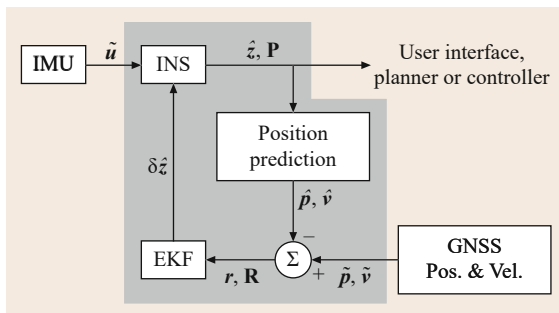 IMU
ũ
INS
ẑ, P
User interface,
planner or controller
Position
prediction
δẑ
p̂, v̂
−
EKF
r, R
Σ
+
p̃, ṽ
GNSS
Pos. & Vel.